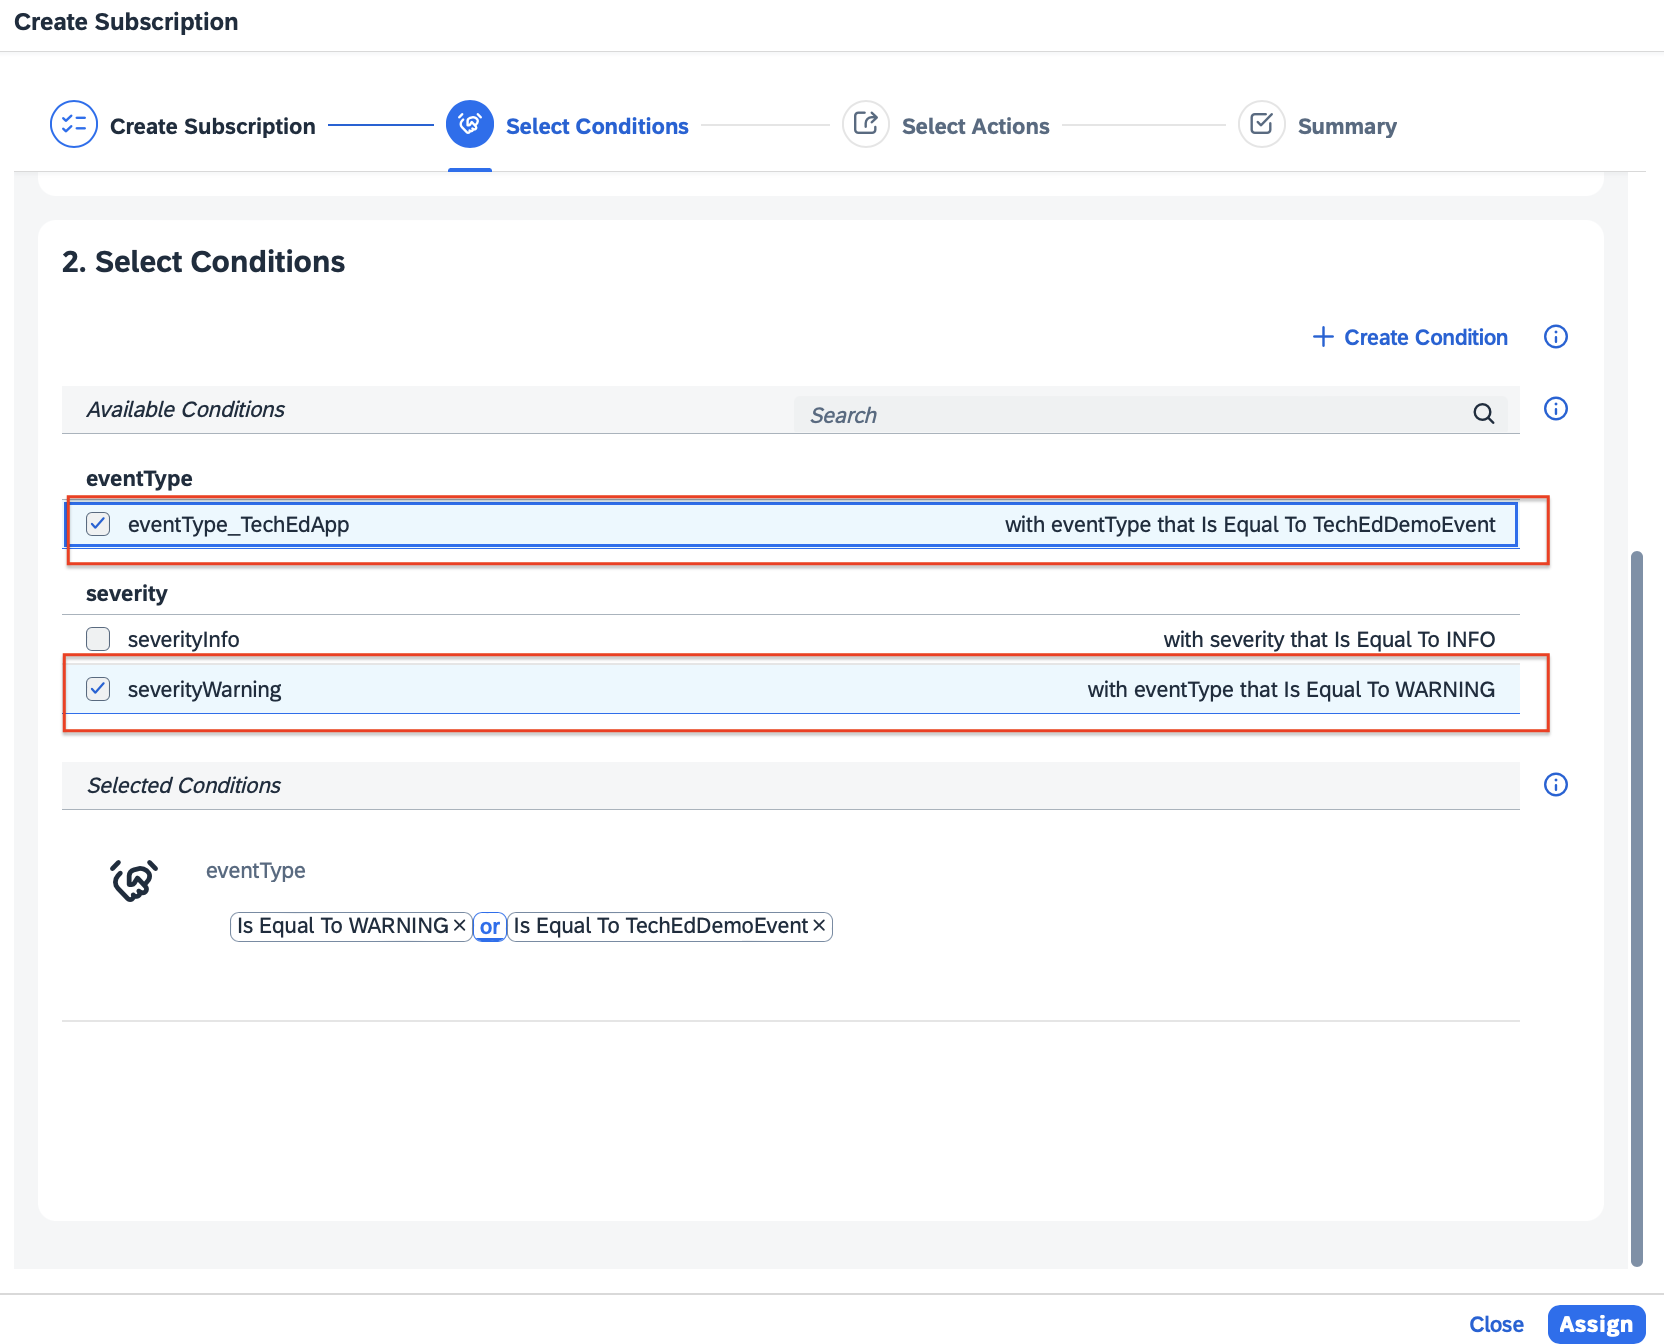 Create Subscription
Create Subscription Select Conditions Select Actions Summary
2. Select Conditions
Create Condition
Available Conditions Search
eventType
eventType_TechEdApp with eventType that Is Equal To TechEdDemoEvent
severity
severityInfo with severity that Is Equal To INFO
severityWarning with eventType that Is Equal To WARNING
Selected Conditions
eventType
Is Equal To WARNING or Is Equal To TechEdDemoEvent
Close Assign